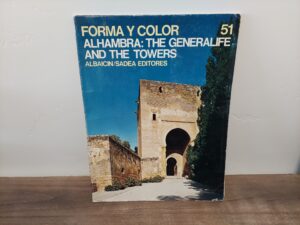 FORMA Y COLOR 51
ALHAMBRA: THE GENERALIFE
AND THE TOWERS
ALBAICIN/SADEA EDITORES